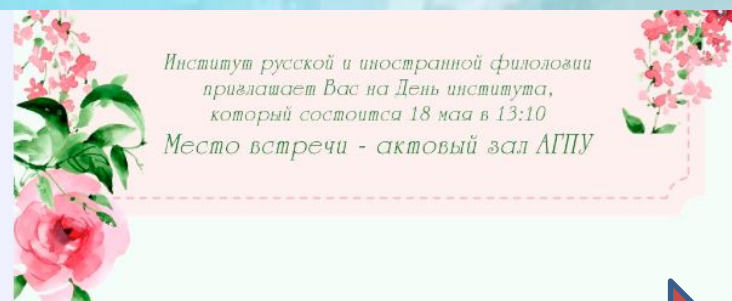 Институт русской и иностранной филологии
приглашает Вас на День института,
который состоится 18 мая в 13:10
Место встречи - актовый зал АГПУ